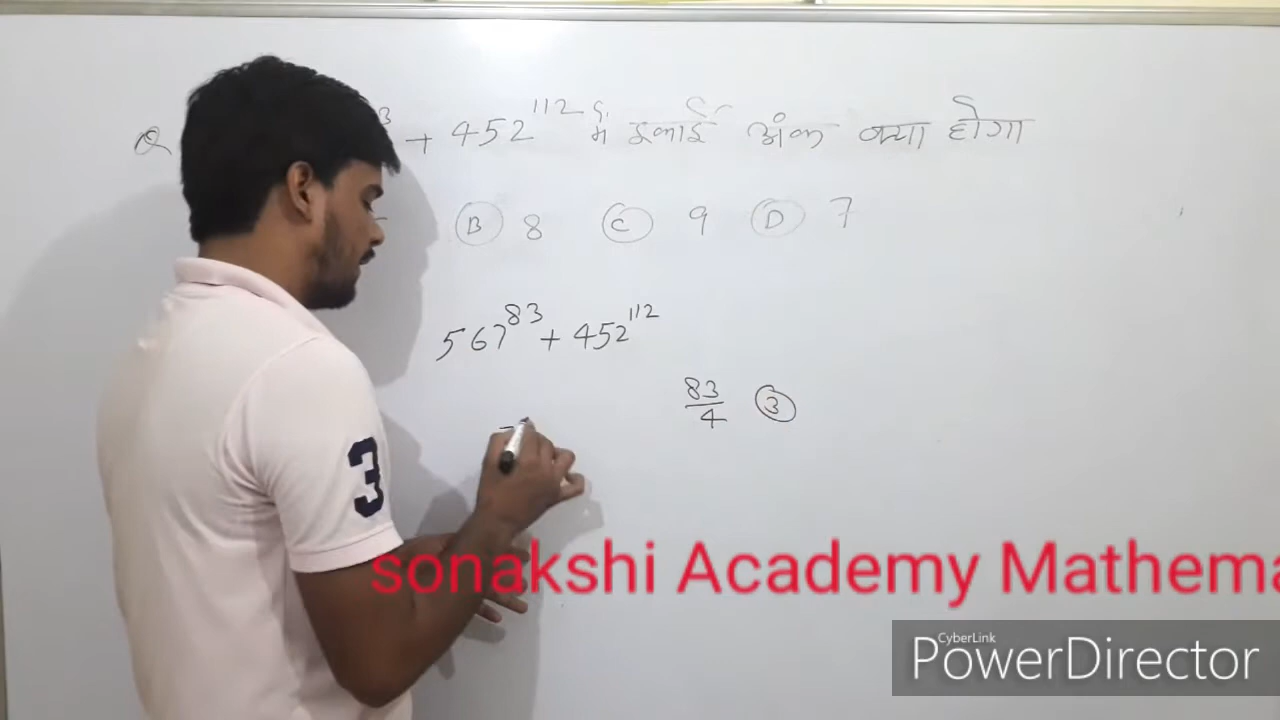 Q 3 + 452^112 में इकाई अंक क्या होगा
B 8 C 9 D 7
567^83 + 452^112
83/4 3
3
sonakshi Academy Mathema
CyberLink
PowerDirector